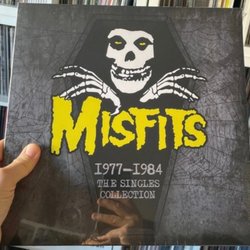 MISFITS
1977–1984
THE SINGLES
COLLECTION